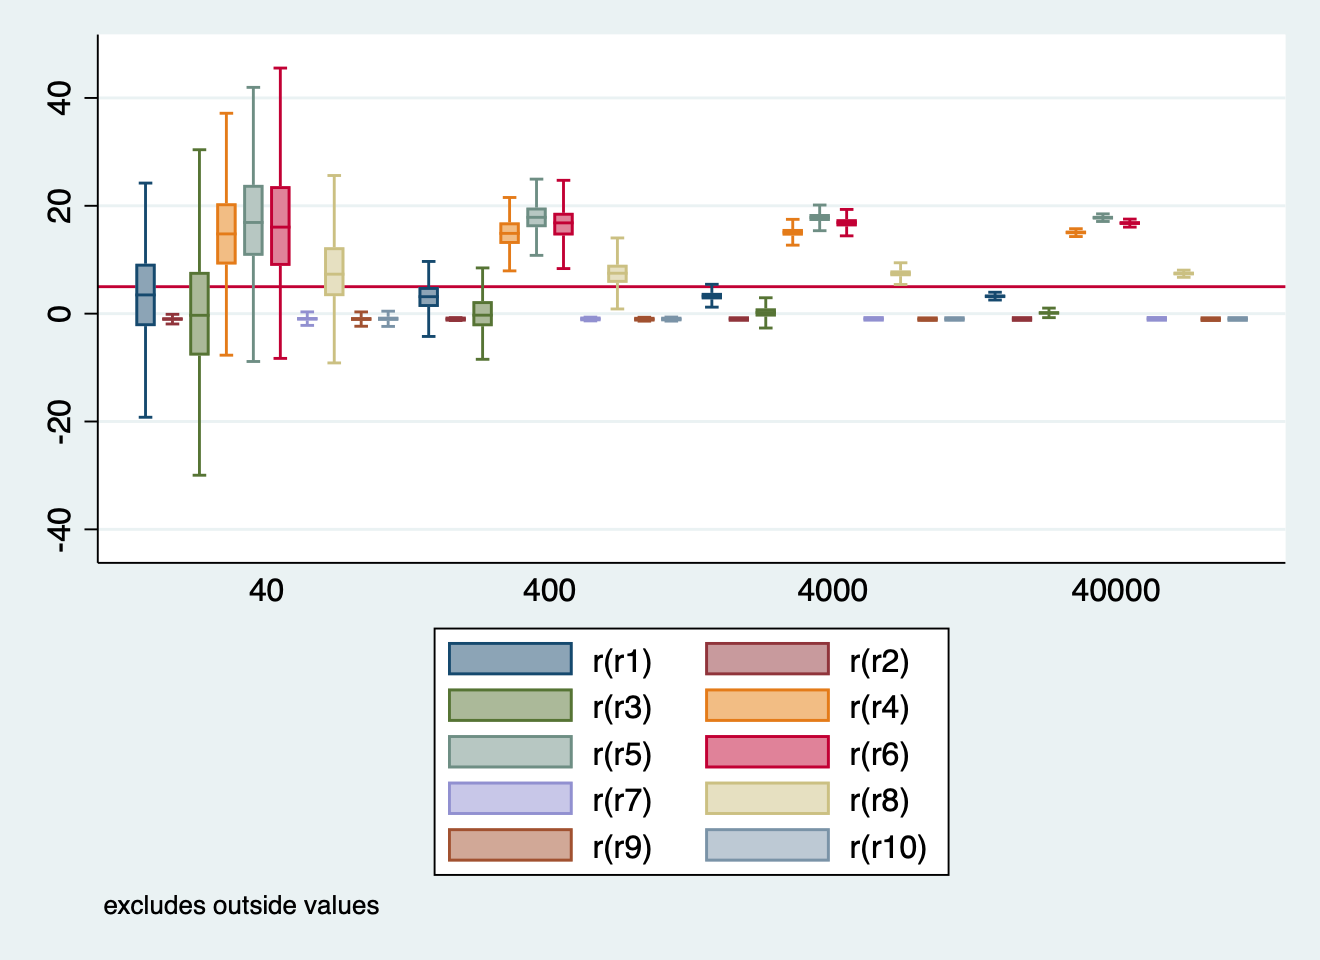 40
20
0
-20
-40
40 400 4000 40000
r(r1) r(r2)
r(r3) r(r4)
r(r5) r(r6)
r(r7) r(r8)
r(r9) r(r10)
excludes outside values